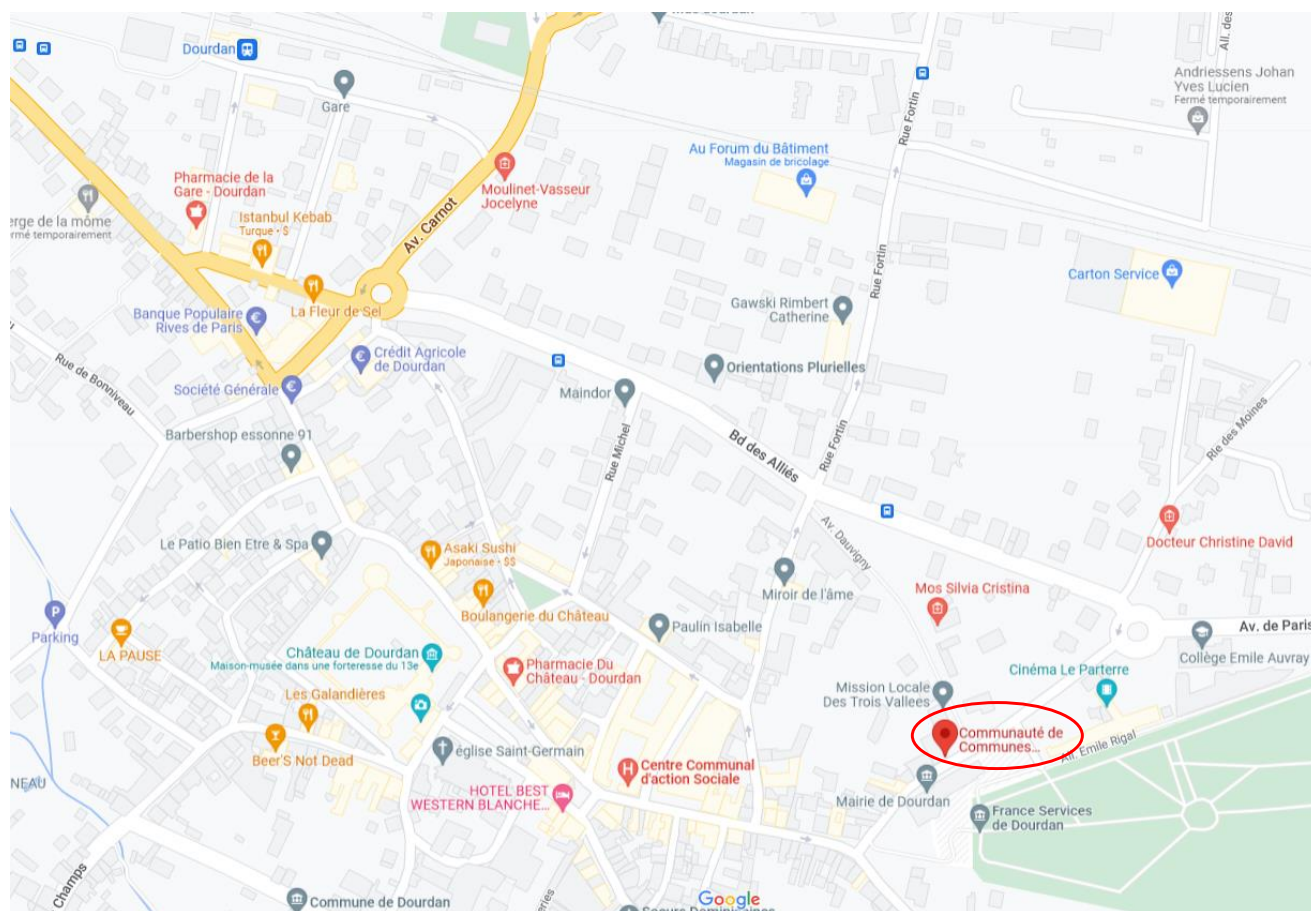 Dourdan
Gare
All. des
Andriessens Johan
Yves Lucien
Fermé temporairement
Rue Fortin
Au Forum du Bâtiment
Magasin de bricolage
Moulinet-Vasseur
Jocelyne
Pharmacie de la
Gare - Dourdan
Istanbul Kebab
Turque · $
erge de la môme
rmé temporairement
Av. Carnot
Rue Fortin
Carton Service
La Fleur de Sel
Banque Populaire
Rives de Paris
Gawski Rimbert
Catherine
Crédit Agricole
de Dourdan
Orientations Plurielles
Rue de Bonniveau
Société Générale
Maindor
Barbershop essonne 91
Rue Michel
Bd des Alliés
Rue Fortin
Rle des Moines
Le Patio Bien Etre & Spa
Asaki Sushi
Japonaise · $$
Av. Dauvigny
Docteur Christine David
Boulangerie du Château
Miroir de l'âme
Mos Silvia Cristina
P
Parking
LA PAUSE
Paulin Isabelle
Av. de Paris
Collège Emile Auvray
Château de Dourdan
Maison-musée dans une forteresse du 13e
Pharmacie Du
Château - Dourdan
Cinéma Le Parterre
Mission Locale
Des Trois Vallees
Les Galandières
Beer'S Not Dead
église Saint-Germain
Communauté de
Communes...
All. Emile Rigal
H
Centre Communal
d'action Sociale
NEAU
HOTEL BEST
WESTERN BLANCHE...
Mairie de Dourdan
France Services
de Dourdan
Champs
Commune de Dourdan
eries
Google